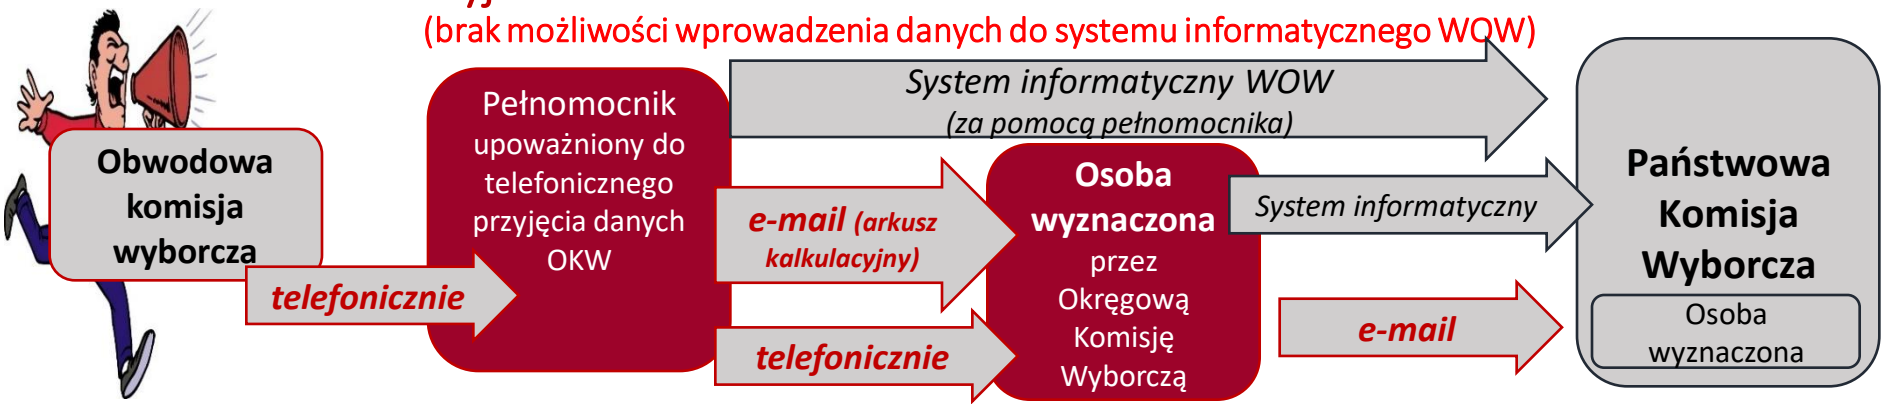 (brak możliwości wprowadzenia danych do systemu informatycznego WOW)
Obwodowa
komisja
wyborcza
telefonicznie
Pełnomocnik
upoważniony do
telefonicznego
przyjęcia danych
OKW
System informatyczny WOW
(za pomocą pełnomocnika)
e-mail (arkusz
kalkulacyjny)
telefonicznie
Osoba
wyznaczona
przez
Okręgową
Komisję
Wyborczą
System informatyczny
e-mail
Państwowa
Komisja
Wyborcza
Osoba
wyznaczona